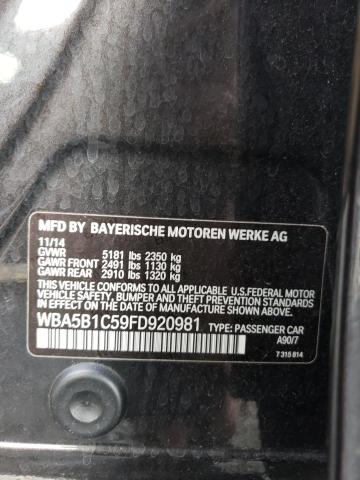 MFD BY BAYERISCHE MOTOREN WERKE AG
11/14
GVWR 5181 lbs 2350 kg
GAWR FRONT 2491 lbs 1130 kg
GAWR REAR 2910 lbs 1320 kg
THIS VEHICLE CONFORMS TO ALL APPLICABLE U.S.FEDERAL MOTOR
VEHICLE SAFETY, BUMPER, AND THEFT PREVENTION STANDARDS IN
EFFECT ON THE DATE OF MANUFACTURE SHOWN ABOVE.
WBA5B1C59FD920981 TYPE: PASSENGER CAR
A90/7
7 315 814